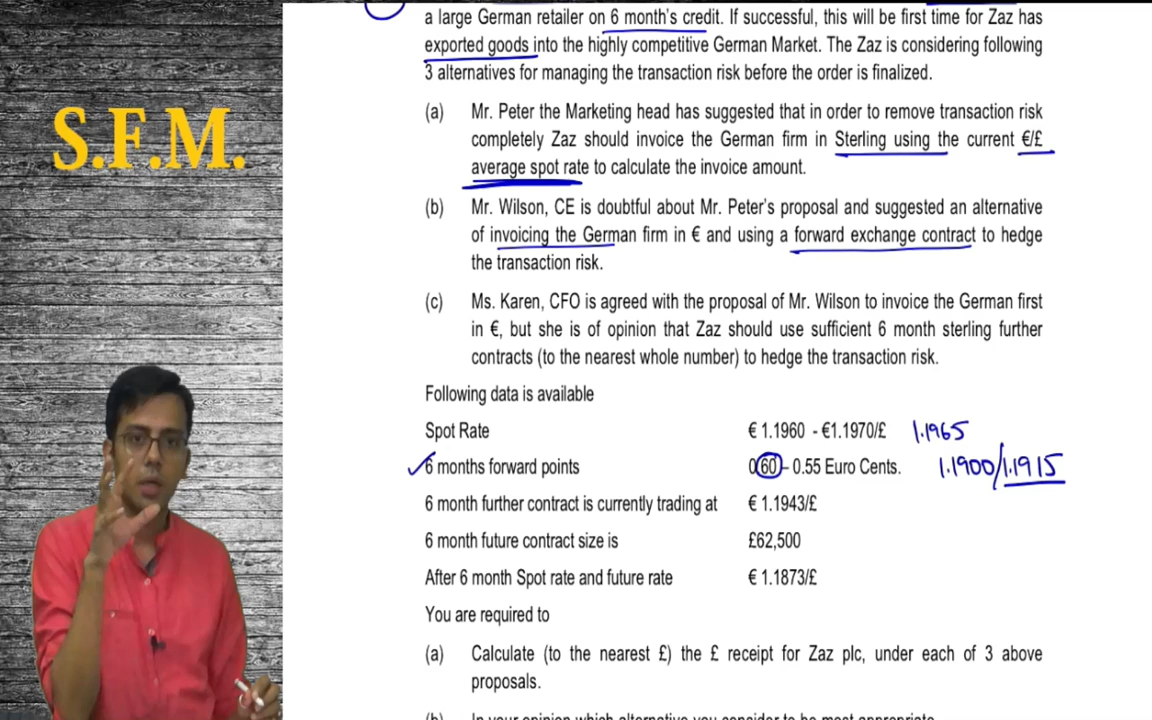 S.F.M.
a large German retailer on 6 month's credit. If successful, this will be first time for Zaz has
exported goods into the highly competitive German Market. The Zaz is considering following
3 alternatives for managing the transaction risk before the order is finalized.
(a) Mr. Peter the Marketing head has suggested that in order to remove transaction risk
completely Zaz should invoice the German firm in Sterling using the current €/£
average spot rate to calculate the invoice amount.
(b) Mr. Wilson, CE is doubtful about Mr. Peter's proposal and suggested an alternative
of invoicing the German firm in € and using a forward exchange contract to hedge
the transaction risk.
(c) Ms. Karen, CFO is agreed with the proposal of Mr. Wilson to invoice the German first
in €, but she is of opinion that Zaz should use sufficient 6 month sterling further
contracts (to the nearest whole number) to hedge the transaction risk.
Following data is available
Spot Rate € 1.1960 - €1.1970/£ 1.1965
6 months forward points 0.60 - 0.55 Euro Cents. 1.1900/1.1915
6 month further contract is currently trading at € 1.1943/£
6 month future contract size is £62,500
After 6 month Spot rate and future rate € 1.1873/£
You are required to
(a) Calculate (to the nearest £) the £ receipt for Zaz plc, under each of 3 above
proposals.
(b) In your opinion which alternative you consider to be most appropriate